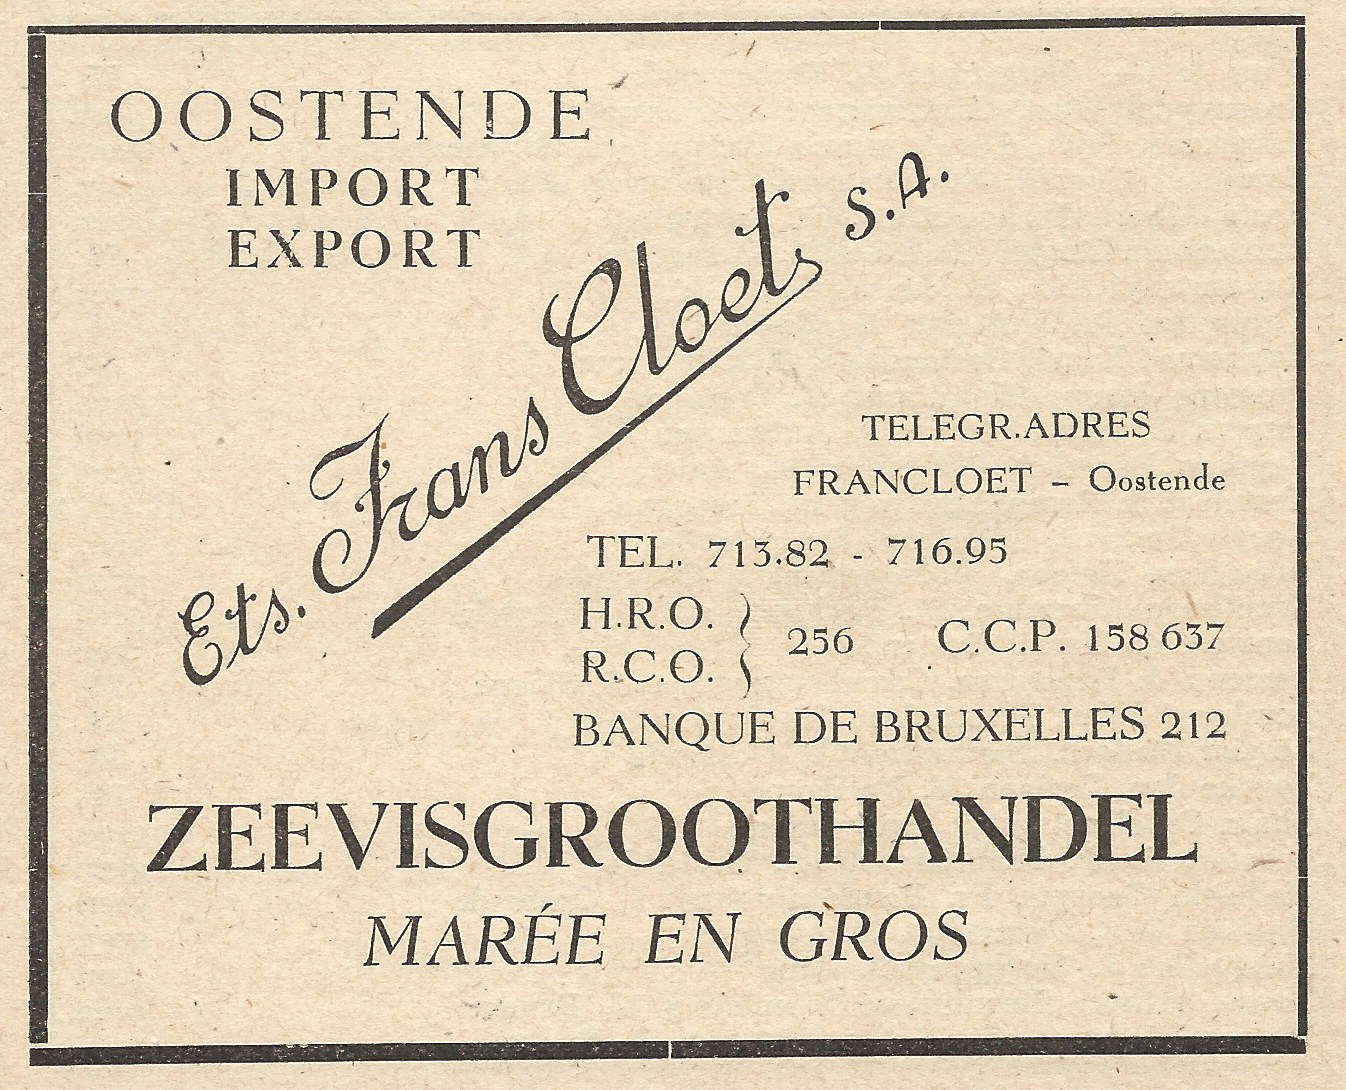 OOSTENDE
IMPORT
EXPORT
Ets. Frans Cloet S.A.
TELEGR.ADRES
FRANCLOET - Oostende
TEL. 713.82 - 716.95
H.R.O.
R.C.O.
256 C.C.P. 158 637
BANQUE DE BRUXELLES 212
ZEEVISGROOTHANDEL
MARÉE EN GROS